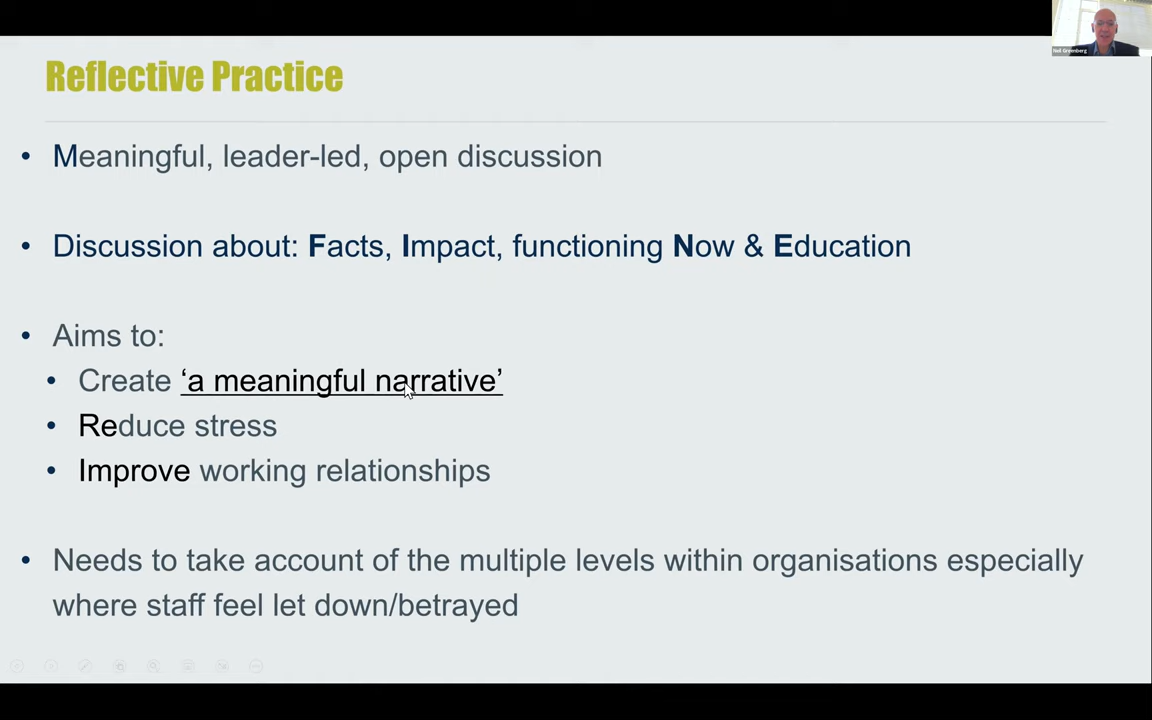 Neil Greenberg
Reflective Practice
• Meaningful, leader-led, open discussion
• Discussion about: Facts, Impact, functioning Now & Education
• Aims to:
• Create ‘a meaningful narrative’
• Reduce stress
• Improve working relationships
• Needs to take account of the multiple levels within organisations especially
where staff feel let down/betrayed